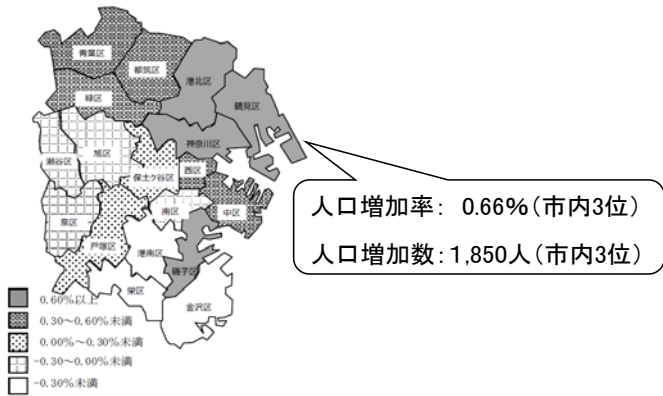 青葉区
都筑区
港北区
緑区
鶴見区
神奈川区
旭区
瀬谷区
保土ケ谷区
西区
南区
中区
泉区
戸塚区
港南区
磯子区
栄区
金沢区
人口増加率： 0.66%（市内3位）
人口増加数：1,850人（市内3位）
0.60%以上
0.30～0.60%未満
0.00%～0.30%未満
-0.30～0.00%未満
-0.30%未満